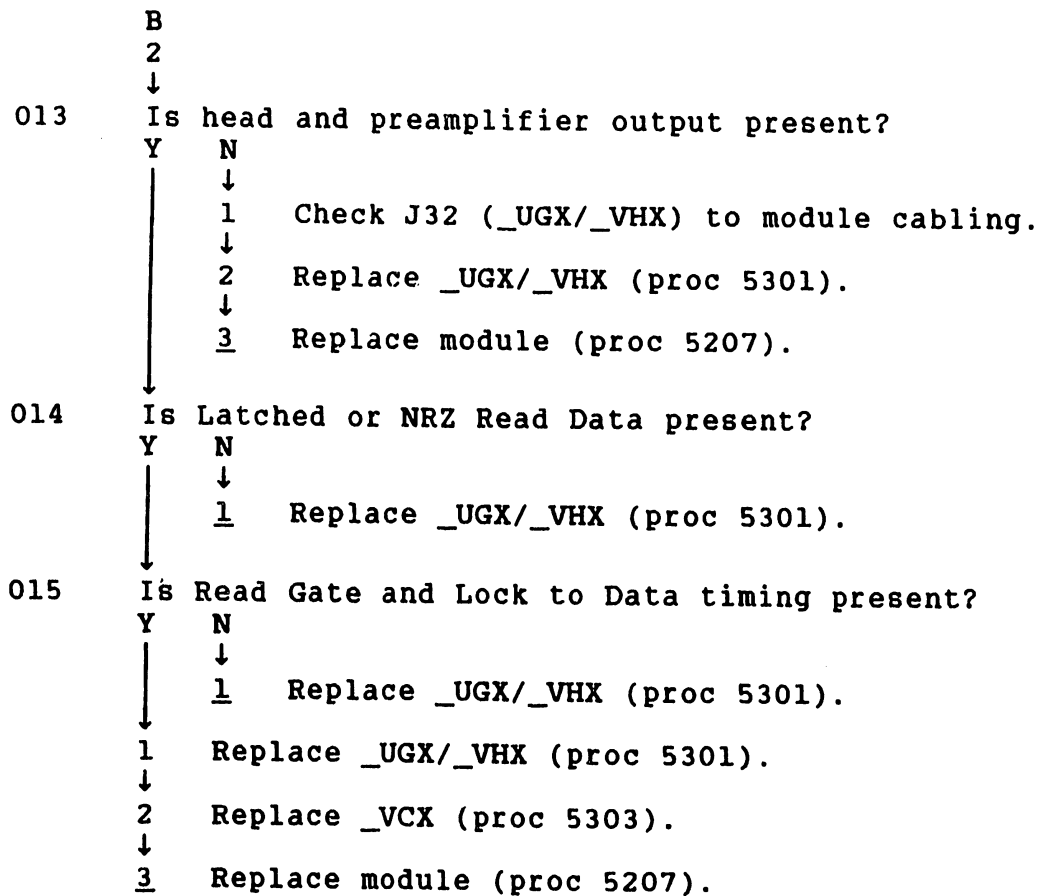 B
2
↓
013 Is head and preamplifier output present?
Y N
↓
1 Check J32 (_UGX/_VHX) to module cabling.
↓
2 Replace _UGX/_VHX (proc 5301).
↓
3 Replace module (proc 5207).
014 Is Latched or NRZ Read Data present?
Y N
↓
1 Replace _UGX/_VHX (proc 5301).
015 Is Read Gate and Lock to Data timing present?
Y N
↓
1 Replace _UGX/_VHX (proc 5301).
1 Replace _UGX/_VHX (proc 5301).
↓
2 Replace _VCX (proc 5303).
↓
3 Replace module (proc 5207).